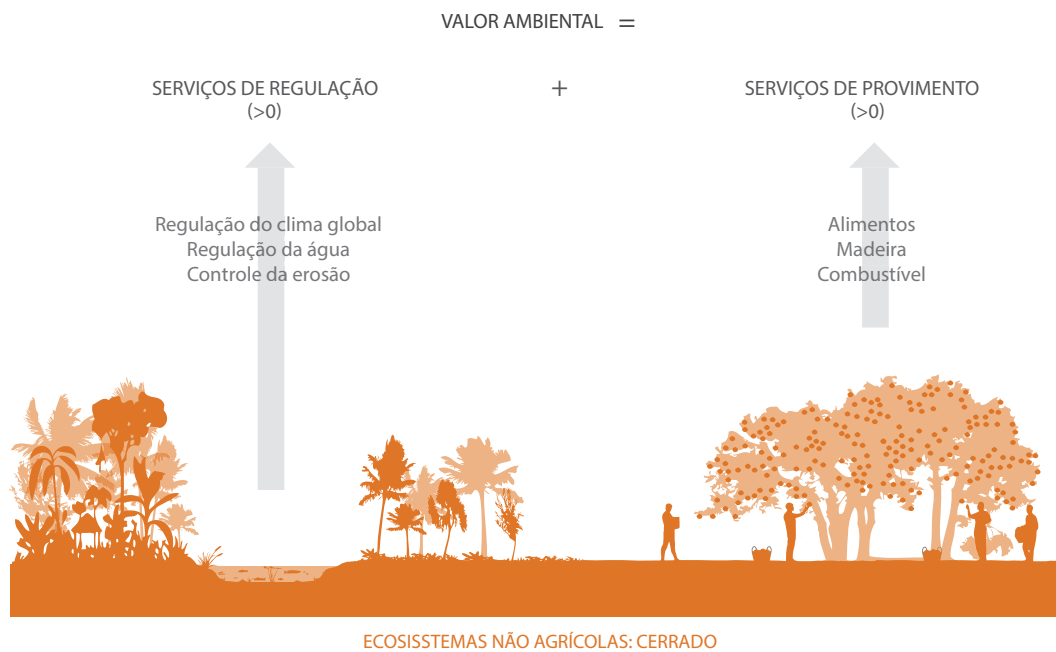 VALOR AMBIENTAL =
SERVIÇOS DE REGULAÇÃO + SERVIÇOS DE PROVIMENTO
(>0) (>0)
Regulação do clima global
Regulação da água
Controle da erosão
Alimentos
Madeira
Combustível
ECOSISSTEMAS NÃO AGRÍCOLAS: CERRADO